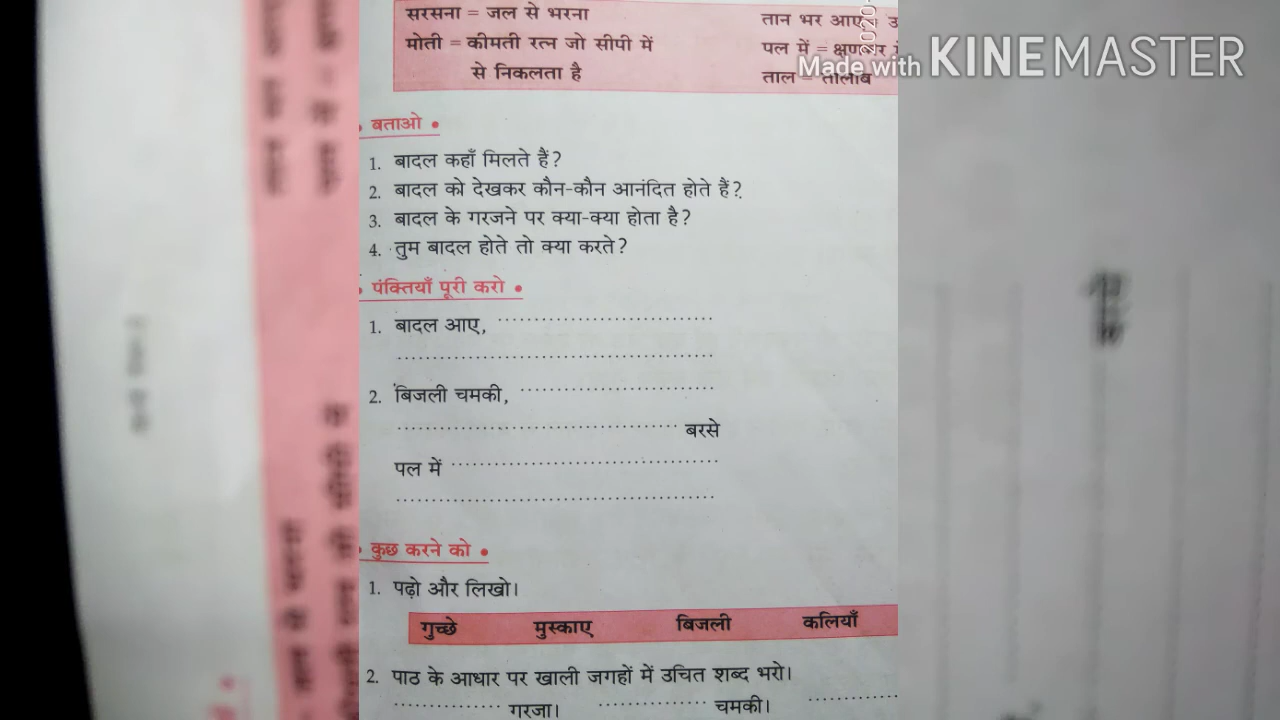 Made with KINEMASTER
सरसना = जल से भरना
तान भर आए =
मोती = कीमती रत्न जो सीपी में
पल में =
से निकलता है
ताल = तालाब
• बताओ •
1. बादल कहाँ मिलते हैं?
2. बादल को देखकर कौन-कौन आनंदित होते हैं?
3. बादल के गरजने पर क्या-क्या होता है?
4. तुम बादल होते तो क्या करते?
• पंक्तियाँ पूरी करो •
1. बादल आए, ..............................
............................................
2. बिजली चमकी, ...........................
....................................... बरसे
पल में ......................................
.............................................
• कुछ करने को •
1. पढ़ो और लिखो।
गुच्छे मुस्काए बिजली कलियाँ
2. पाठ के आधार पर खाली जगहों में उचित शब्द भरो।
............... गरजा। ............... चमकी। ...............